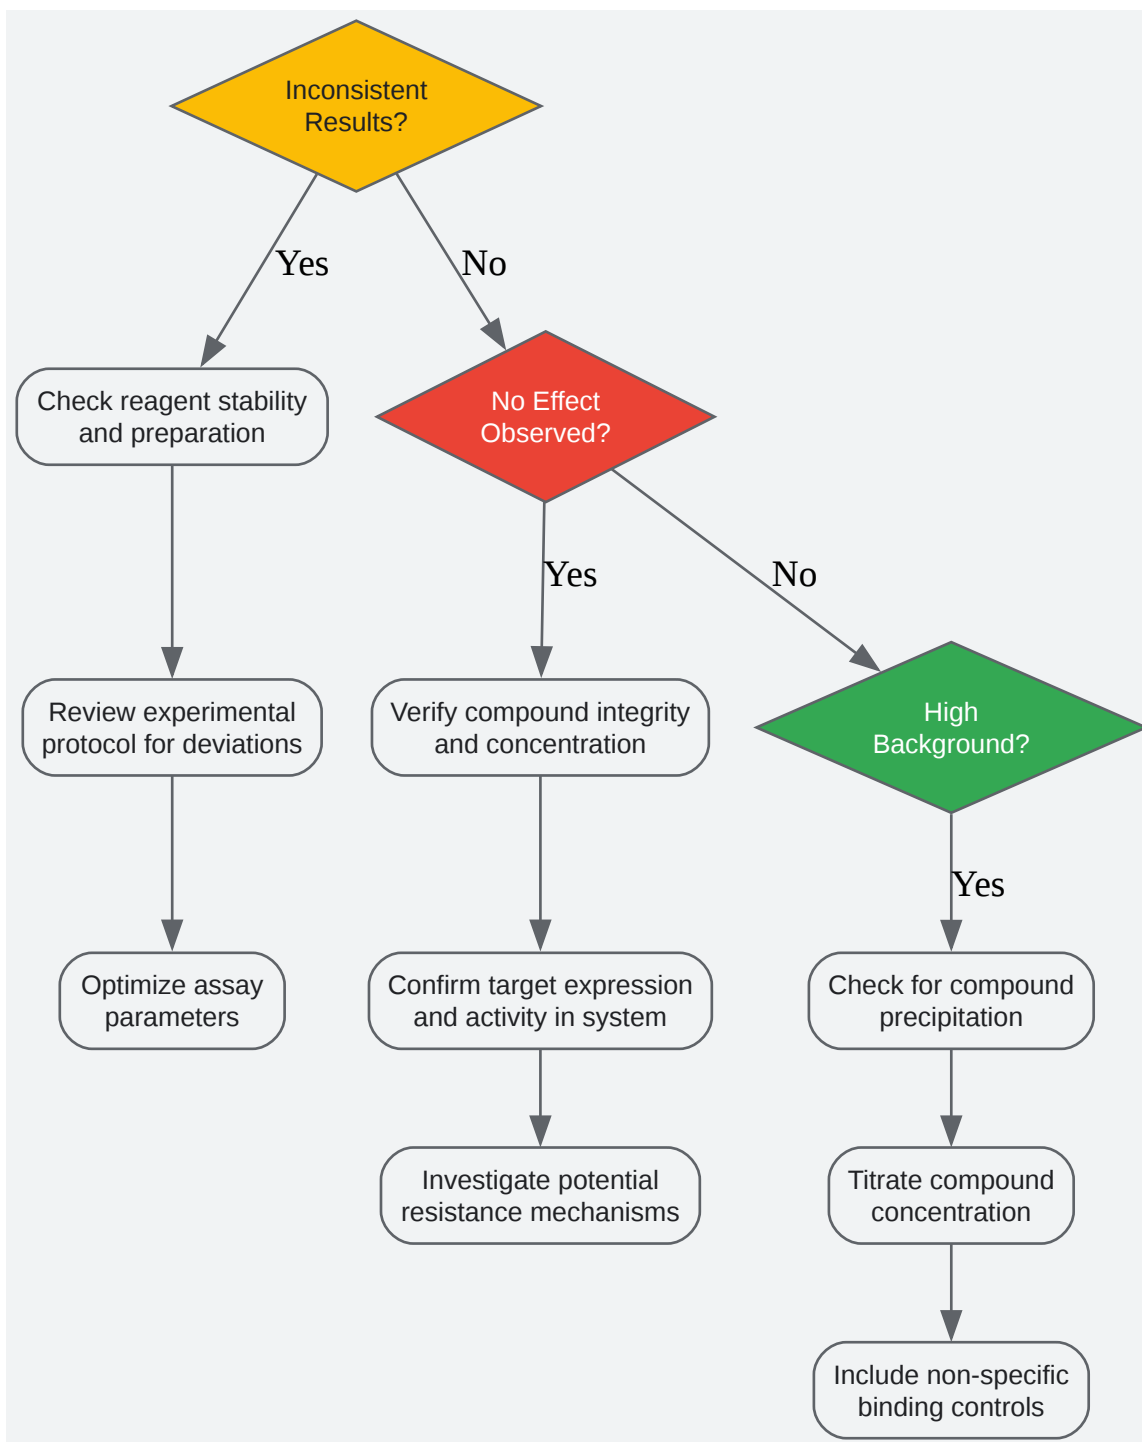 Inconsistent
Results?
Yes
No
Check reagent stability
and preparation
No Effect
Observed?
Yes
No
Review experimental
protocol for deviations
Verify compound integrity
and concentration
High
Background?
Yes
Optimize assay
parameters
Confirm target expression
and activity in system
Check for compound
precipitation
Investigate potential
resistance mechanisms
Titrate compound
concentration
Include non-specific
binding controls